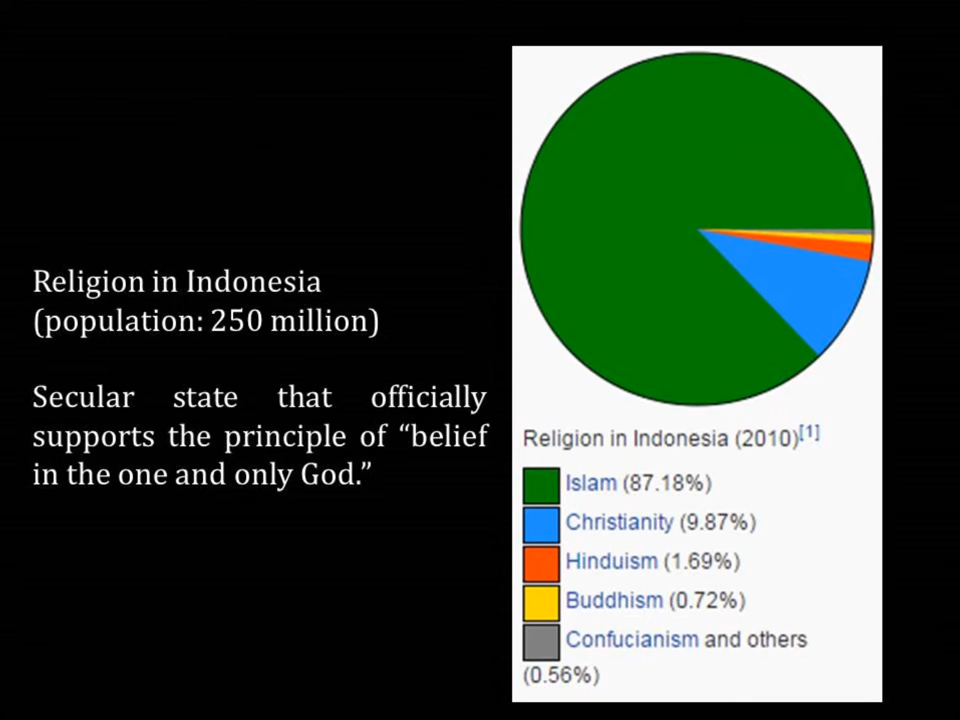 Religion in Indonesia
(population: 250 million)
Secular state that officially
supports the principle of “belief
in the one and only God.”
Religion in Indonesia (2010)[1]
Islam (87.18%)
Christianity (9.87%)
Hinduism (1.69%)
Buddhism (0.72%)
Confucianism and others
(0.56%)